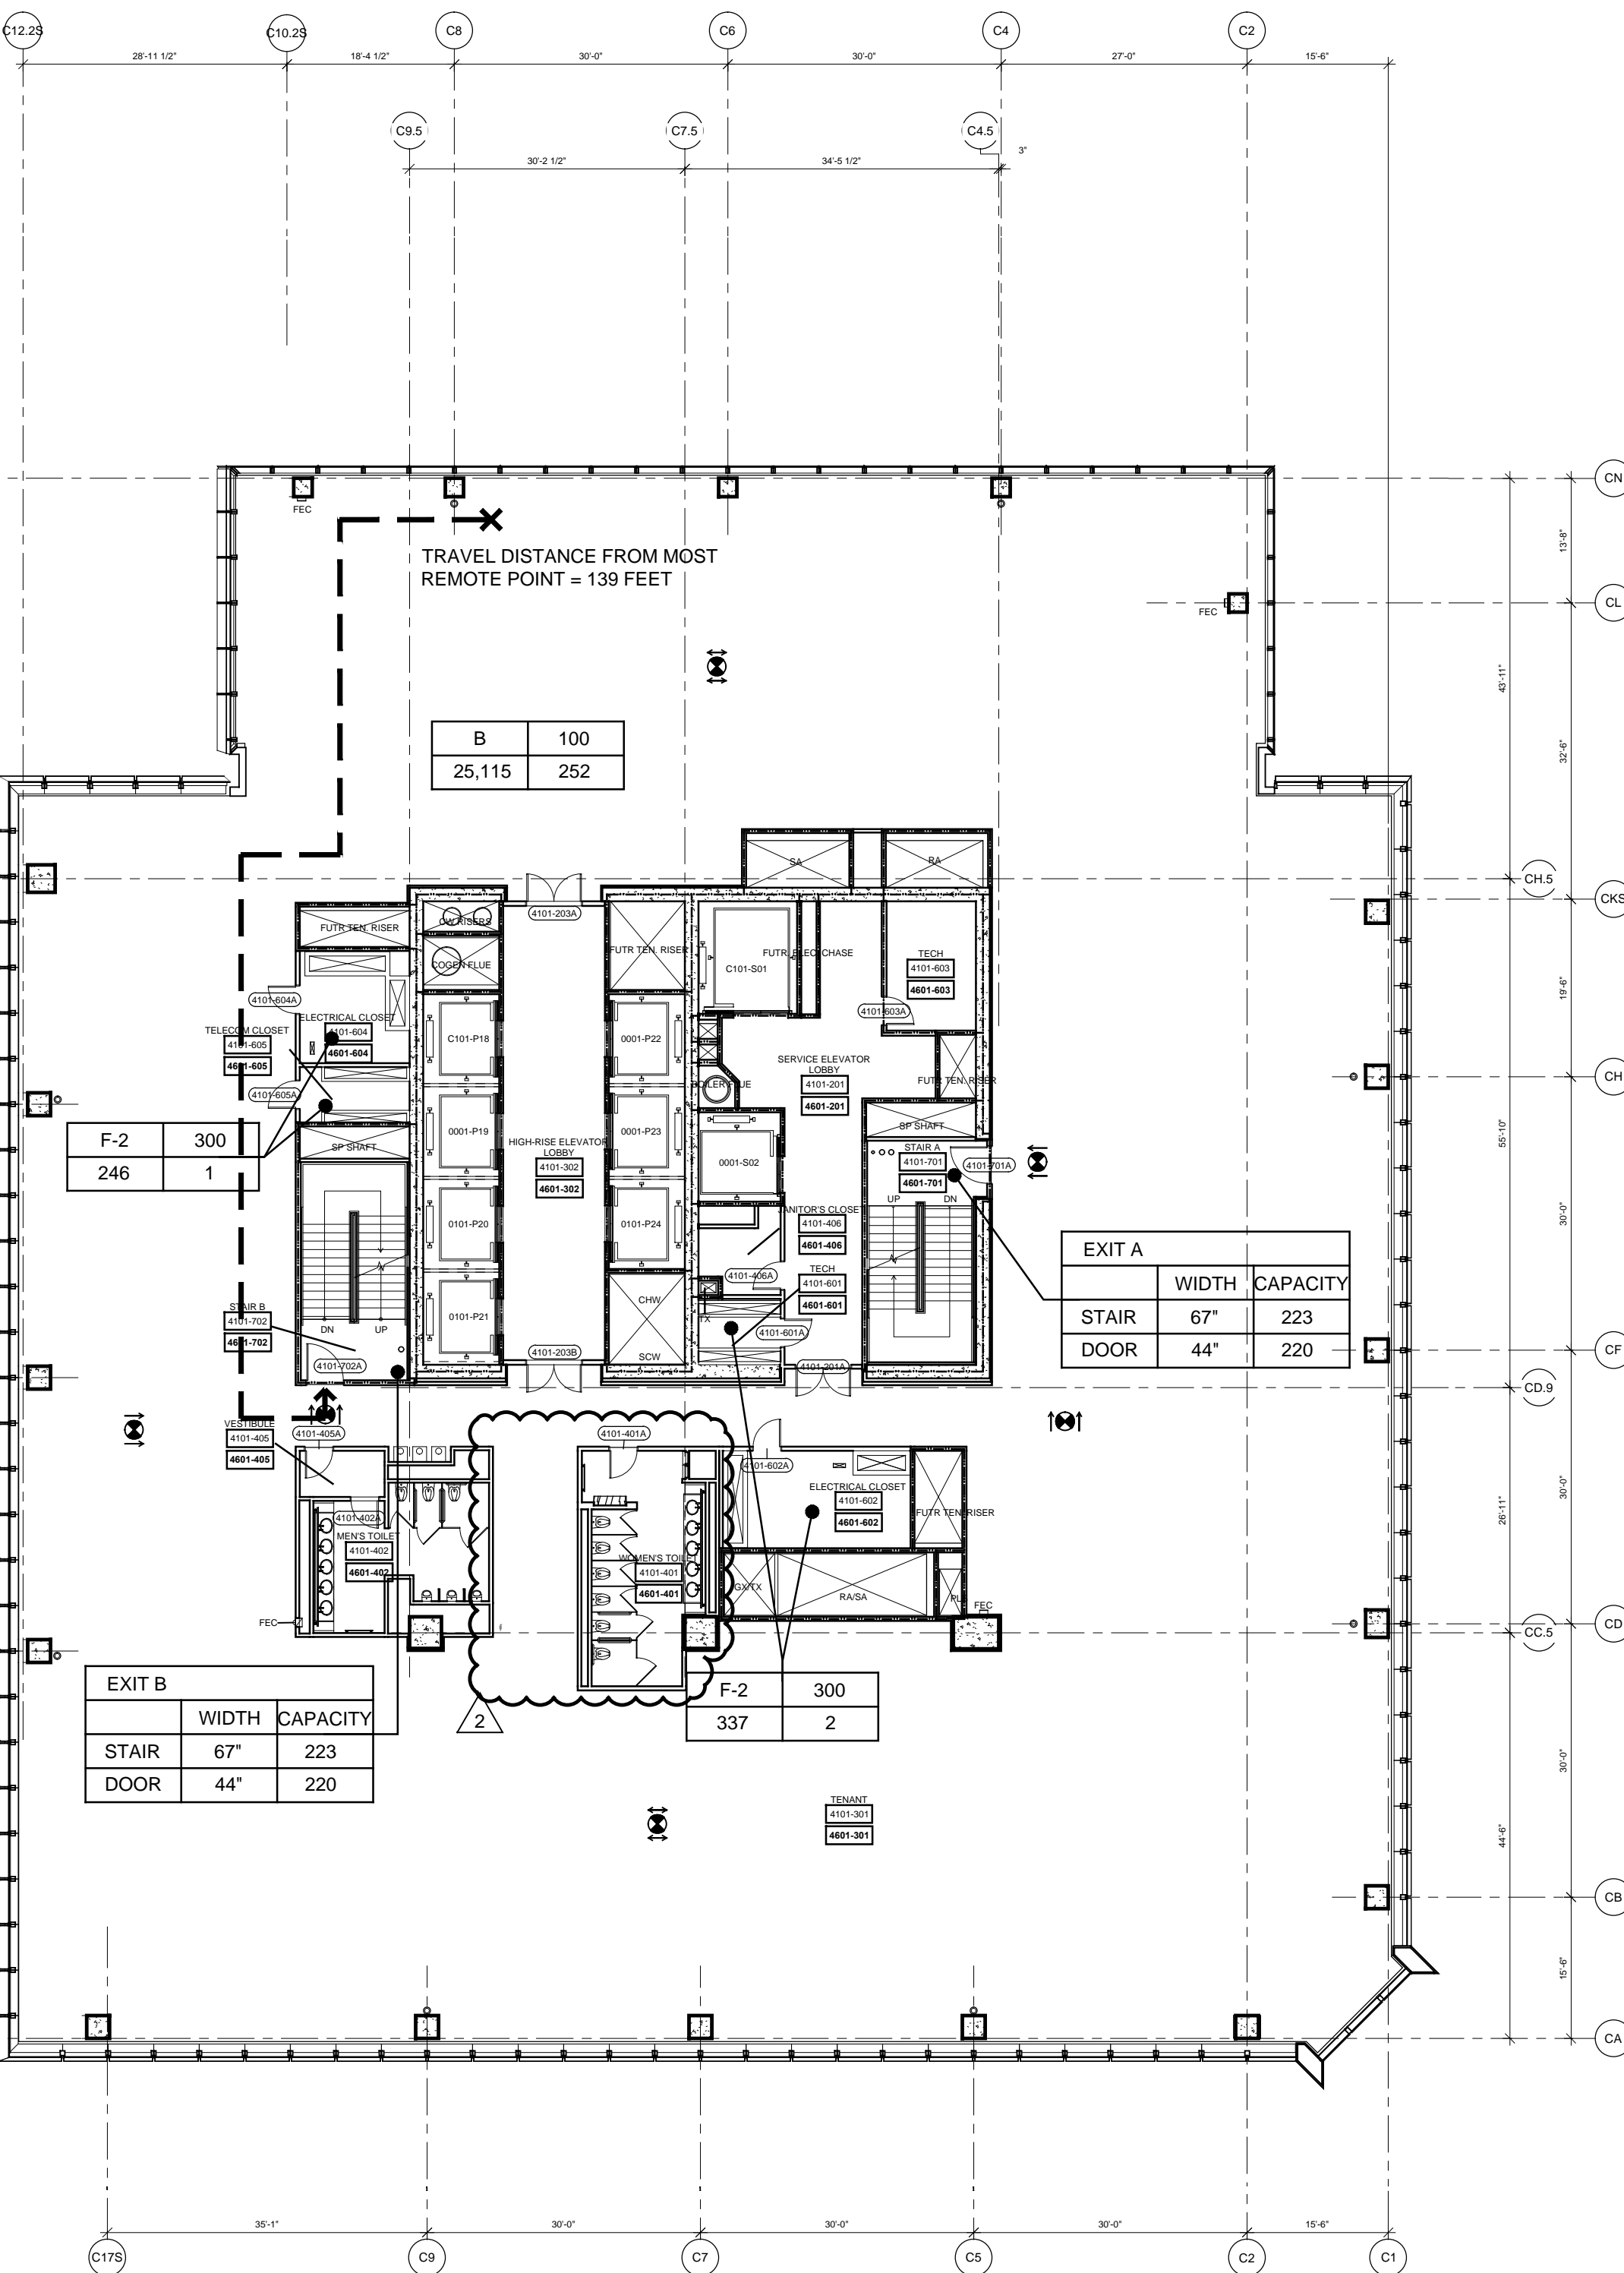 C12.2S
C10.2S
C8
C6
C4
C2
28'-11 1/2"
18'-4 1/2"
30'-0"
30'-0"
27'-0"
15'-6"
C9.5
C7.5
C4.5
30'-2 1/2"
34'-5 1/2"
3"
CN
FEC
TRAVEL DISTANCE FROM MOST
REMOTE POINT = 139 FEET
13'-8"
CL
FEC
43'-11"
32'-6"
B 100
25,115 252
SA
RA
CH.5
CKS
4101-203A
CW RISERS
FUTR TEN. RISER
FUTR TEN. RISER
COGEN FLUE
C101-S01
FUTR. ELEC. CHASE
TECH
4101-603
4601-603
4101-603A
19'-6"
4101-604A
ELECTRICAL CLOSET
4101-604
4601-604
TELECOM CLOSET
4101-605
4601-605
4101-605A
C101-P18
0001-P22
SERVICE ELEVATOR
LOBBY
4101-201
4601-201
BOILER FLUE
FUTR TEN. RISER
CH
F-2 300
246 1
SP SHAFT
0001-P19
0001-P23
HIGH-RISE ELEVATOR
LOBBY
4101-302
4601-302
0001-S02
SP SHAFT
STAIR A
4101-701
4601-701
4101-701A
UP
DN
55'-10"
30'-0"
0101-P20
0101-P24
JANITOR'S CLOSET
4101-406
4601-406
4101-406A
TECH
4101-601
4601-601
4101-601A
EXIT A
WIDTH CAPACITY
STAIR 67" 223
DOOR 44" 220
STAIR B
4101-702
4601-702
DN
UP
4101-702A
0101-P21
CHW
SCW
TX
4101-203B
4101-201A
CF
CD.9
VESTIBULE
4101-405
4601-405
4101-405A
4101-401A
4101-602A
ELECTRICAL CLOSET
4101-602
4601-602
FUTR TEN. RISER
30'-0"
26'-11"
4101-402A
MEN'S TOILET
4101-402
4601-402
WOMEN'S TOILET
4101-401
4601-401
GX/TX
RA/SA
PL
FEC
FEC
CD
CC.5
EXIT B
WIDTH CAPACITY
STAIR 67" 223
DOOR 44" 220
2
F-2 300
337 2
30'-0"
TENANT
4101-301
4601-301
44'-6"
CB
15'-6"
CA
35'-1"
30'-0"
30'-0"
30'-0"
15'-6"
C17S
C9
C7
C5
C2
C1